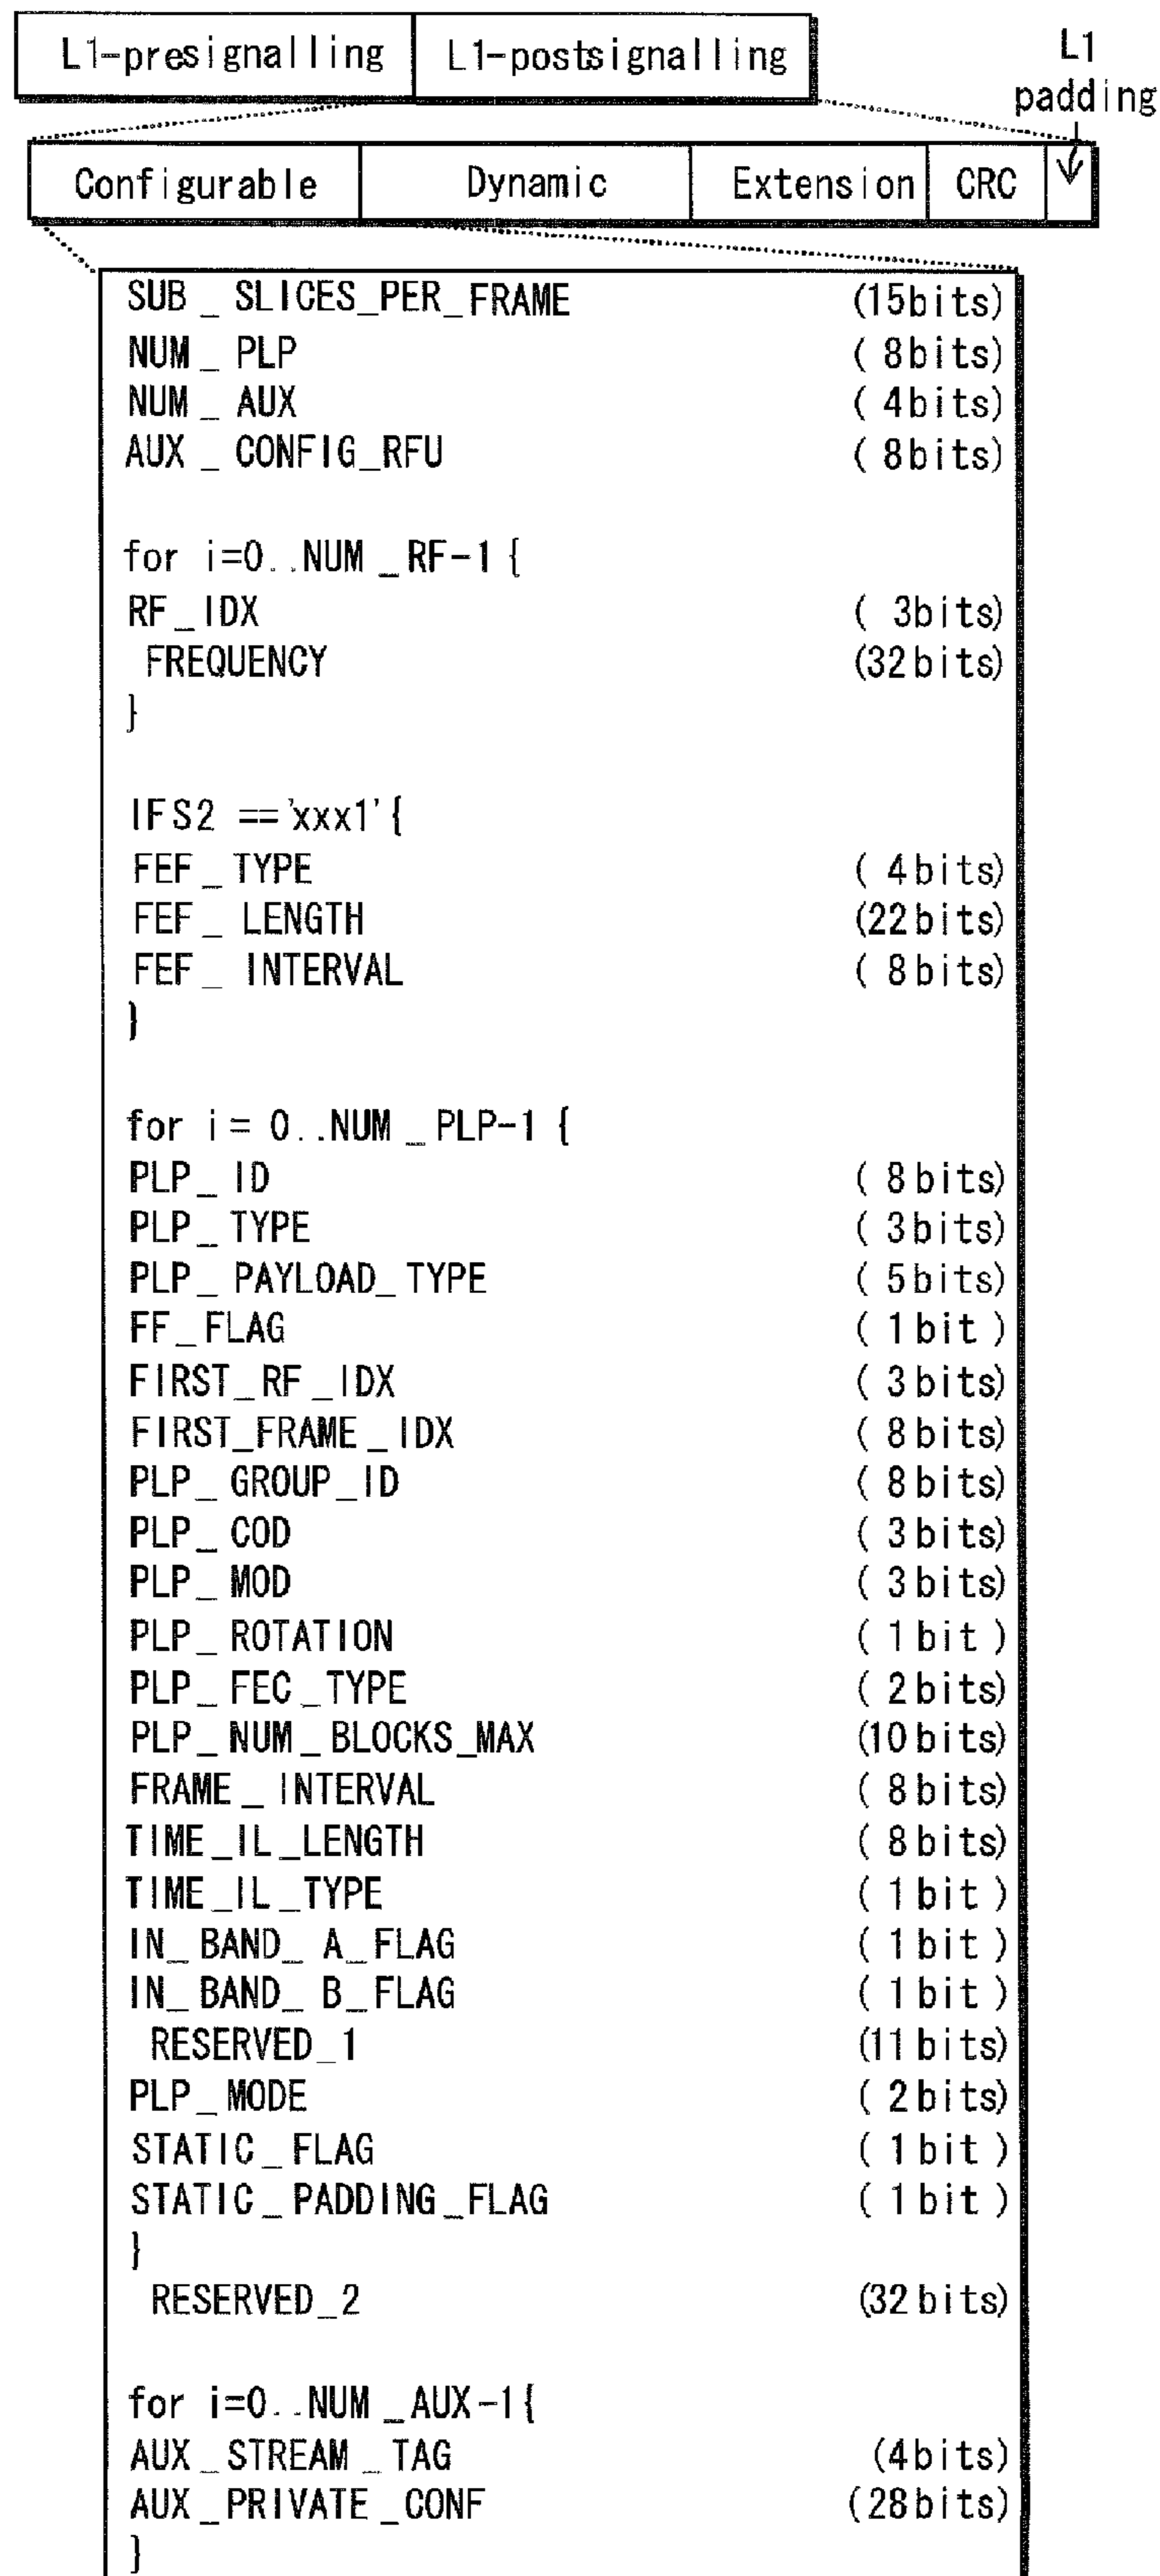 L1-presignalling L1-postsignalling L1
padding
Configurable Dynamic Extension CRC
SUB_SLICES_PER_FRAME (15bits)
NUM_PLP (8bits)
NUM_AUX (4bits)
AUX_CONFIG_RFU (8bits)
for i=0..NUM_RF-1 {
RF_IDX (3bits)
FREQUENCY (32bits)
}
IFS2 =='xxx1'{
FEF_TYPE (4bits)
FEF_LENGTH (22bits)
FEF_INTERVAL (8bits)
}
for i= 0..NUM_PLP-1 {
PLP_ID (8bits)
PLP_TYPE (3bits)
PLP_PAYLOAD_TYPE (5bits)
FF_FLAG (1bit)
FIRST_RF_IDX (3bits)
FIRST_FRAME_IDX (8bits)
PLP_GROUP_ID (8bits)
PLP_COD (3bits)
PLP_MOD (3bits)
PLP_ROTATION (1bit)
PLP_FEC_TYPE (2bits)
PLP_NUM_BLOCKS_MAX (10bits)
FRAME_INTERVAL (8bits)
TIME_IL_LENGTH (8bits)
TIME_IL_TYPE (1bit)
IN_BAND_A_FLAG (1bit)
IN_BAND_B_FLAG (1bit)
RESERVED_1 (11bits)
PLP_MODE (2bits)
STATIC_FLAG (1bit)
STATIC_PADDING_FLAG (1bit)
}
RESERVED_2 (32bits)
for i=0..NUM_AUX-1{
AUX_STREAM_TAG (4bits)
AUX_PRIVATE_CONF (28bits)
}